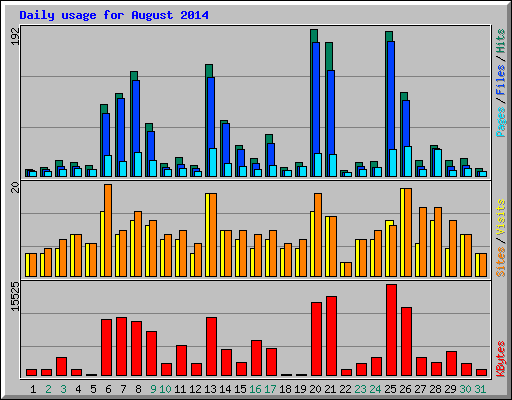 Daily usage for August 2014
192
Pages / Files / Hits
20
Sites / Visits
15525
KBytes
1 2 3 4 5 6 7 8 9 10 11 12 13 14 15 16 17 18 19 20 21 22 23 24 25 26 27 28 29 30 31